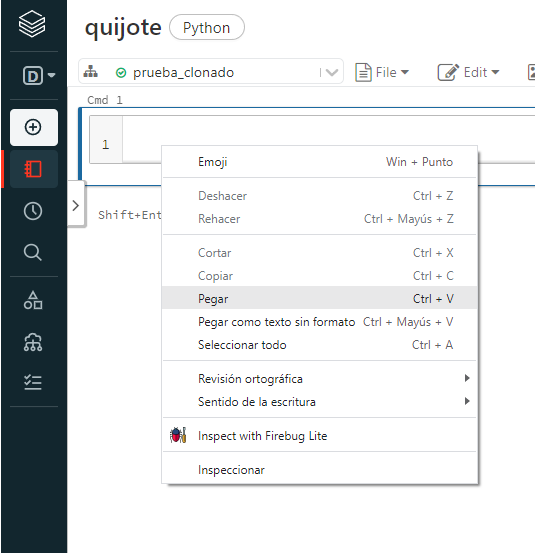 quijote Python
D
prueba_clonado File Edit
Cmd 1
1
Shift+Ent
Emoji Win + Punto
Deshacer Ctrl + Z
Rehacer Ctrl + Mayús + Z
Cortar Ctrl + X
Copiar Ctrl + C
Pegar Ctrl + V
Pegar como texto sin formato Ctrl + Mayús + V
Seleccionar todo Ctrl + A
Revisión ortográfica
Sentido de la escritura
Inspect with Firebug Lite
Inspeccionar